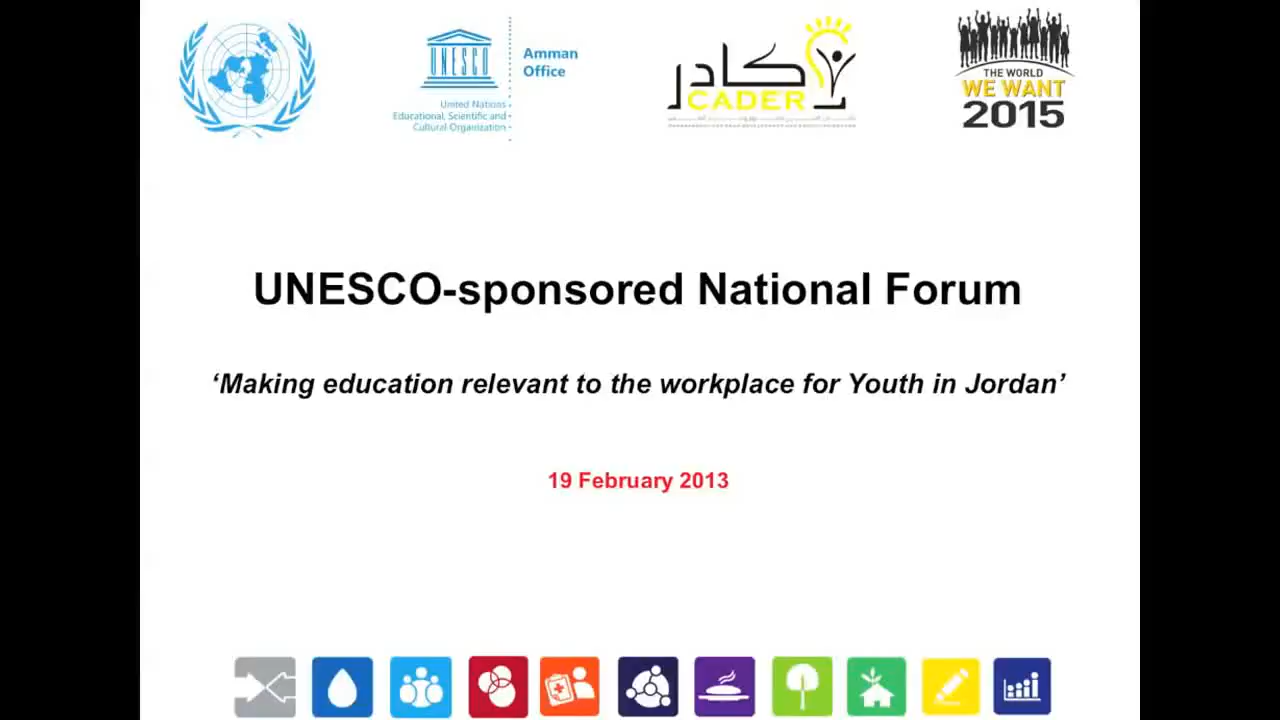 UNESCO
Amman
Office
United Nations
Educational, Scientific and
Cultural Organization
كادر
CADER
THE WORLD
WE WANT
2015
UNESCO-sponsored National Forum
‘Making education relevant to the workplace for Youth in Jordan’
19 February 2013